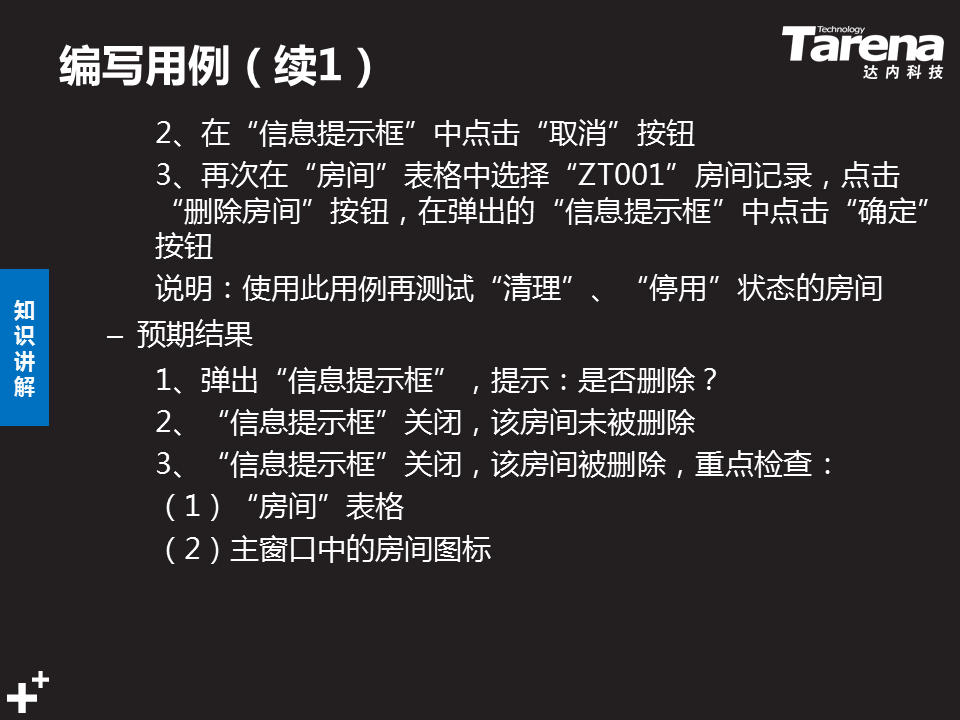 编写用例（续1）
Technology
Tarena
达内科技
2、在“信息提示框”中点击“取消”按钮
3、再次在“房间”表格中选择“ZT001”房间记录，点击
“删除房间”按钮，在弹出的“信息提示框”中点击“确定”
按钮
说明：使用此用例再测试“清理”、“停用”状态的房间
知
识
讲
解
– 预期结果
1、弹出“信息提示框”，提示：是否删除？
2、“信息提示框”关闭，该房间未被删除
3、“信息提示框”关闭，该房间被删除，重点检查：
（1）“房间”表格
（2）主窗口中的房间图标